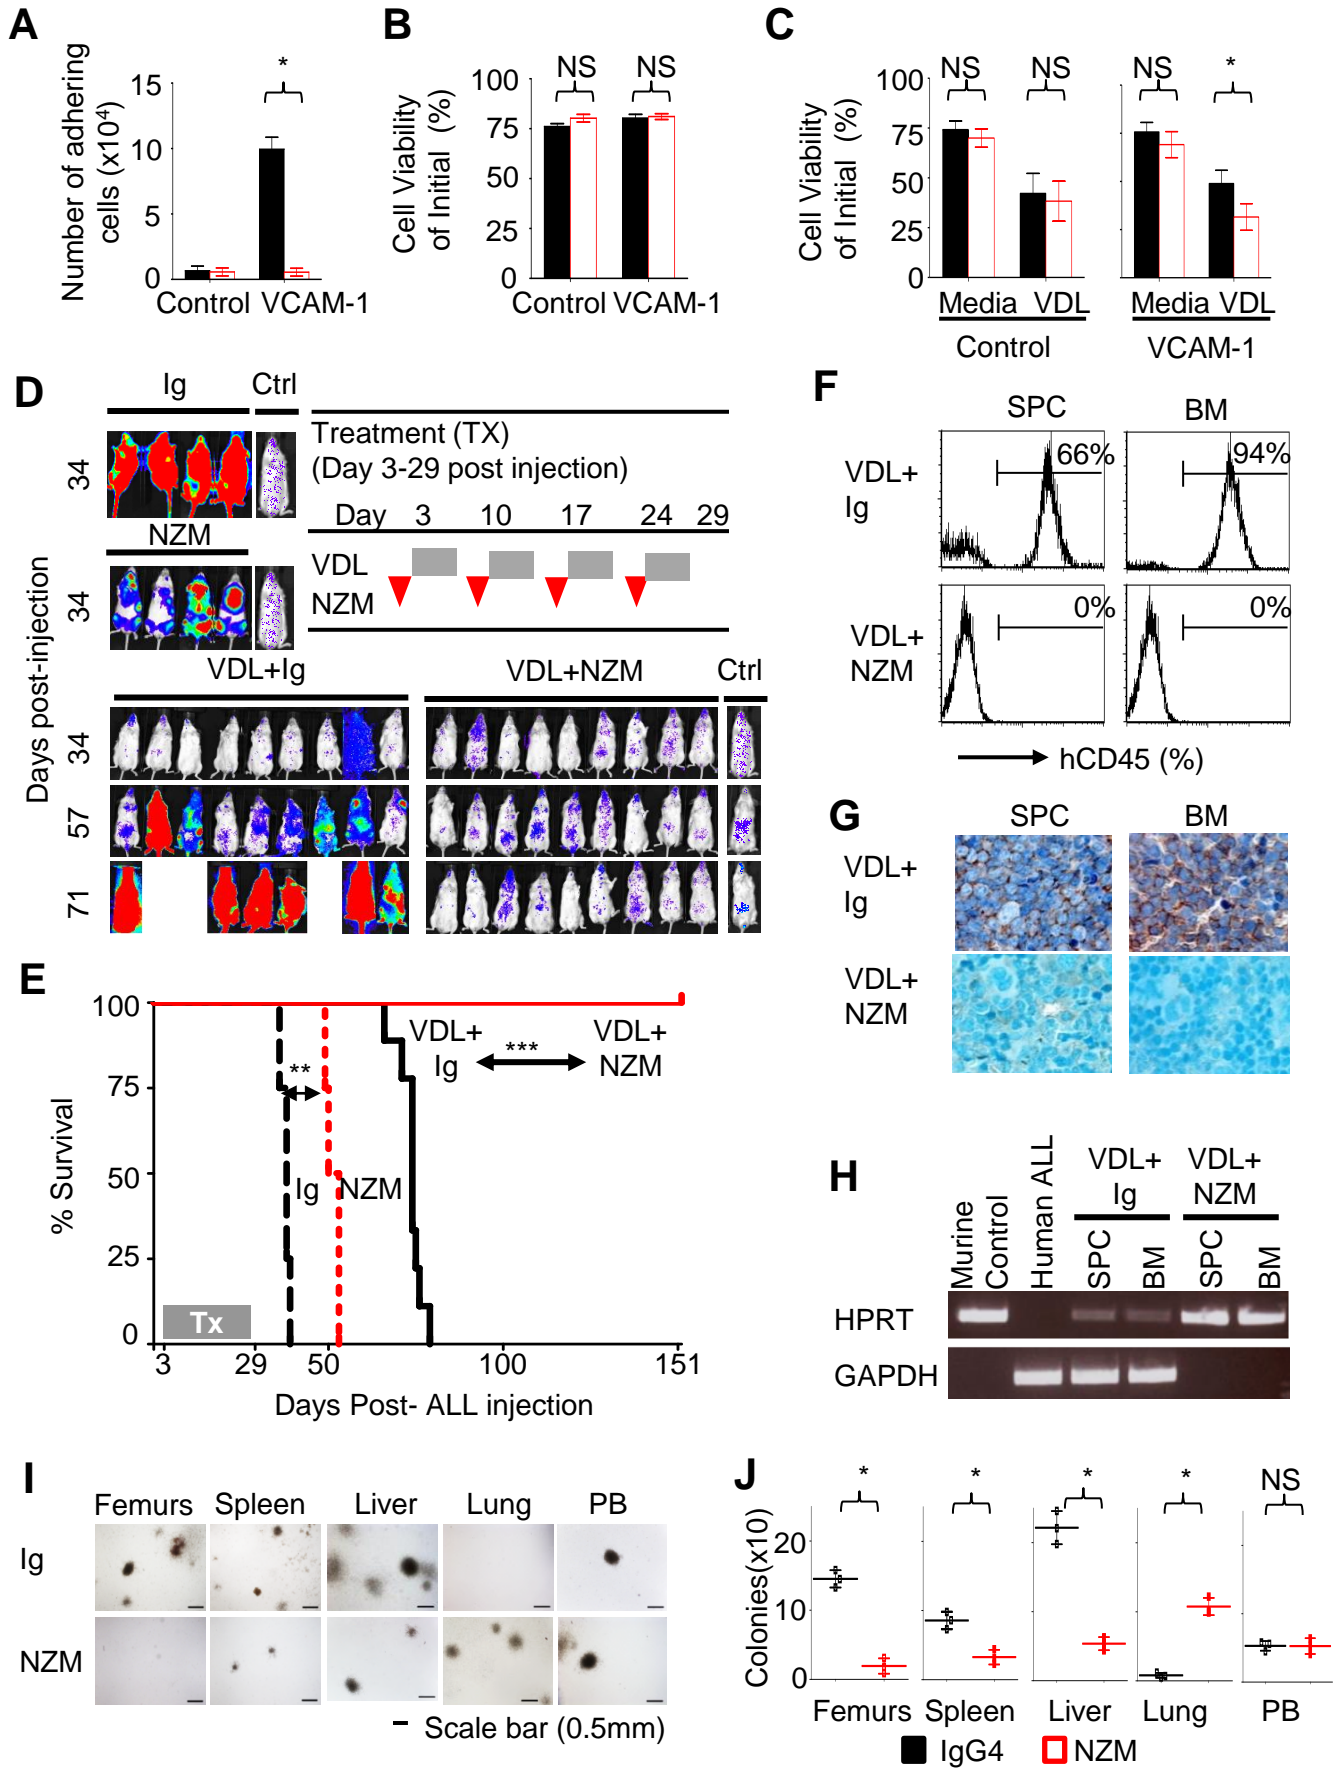 A
Number of adhering
cells (x10⁴)
15
10
5
0
*
Control VCAM-1
B
Cell Viability
of Initial (%)
100
75
50
25
0
NS NS
Control VCAM-1
C
Cell Viability
of Initial (%)
100
75
50
25
0
NS NS NS *
Media VDL Media VDL
Control VCAM-1
D
Days post-injection
Ig Ctrl
34
NZM
34
Treatment (TX)
(Day 3-29 post injection)
Day 3 10 17 24 29
VDL
NZM
VDL+Ig VDL+NZM Ctrl
34
57
71
E
% Survival
100
75
50
25
0
VDL+
Ig
***
VDL+
NZM
**
Ig NZM
Tx
3 29 50 100 151
Days Post- ALL injection
F
SPC BM
VDL+
Ig
66% 94%
VDL+
NZM
0% 0%
hCD45 (%)
G
SPC BM
VDL+
Ig
VDL+
NZM
H
Murine
Control
Human ALL
VDL+
Ig
VDL+
NZM
SPC BM SPC BM
HPRT
GAPDH
I
Femurs Spleen Liver Lung PB
Ig
NZM
Scale bar (0.5mm)
J
Colonies(x10)
20
10
0
* * * * NS
Femurs Spleen Liver Lung PB
IgG4 NZM